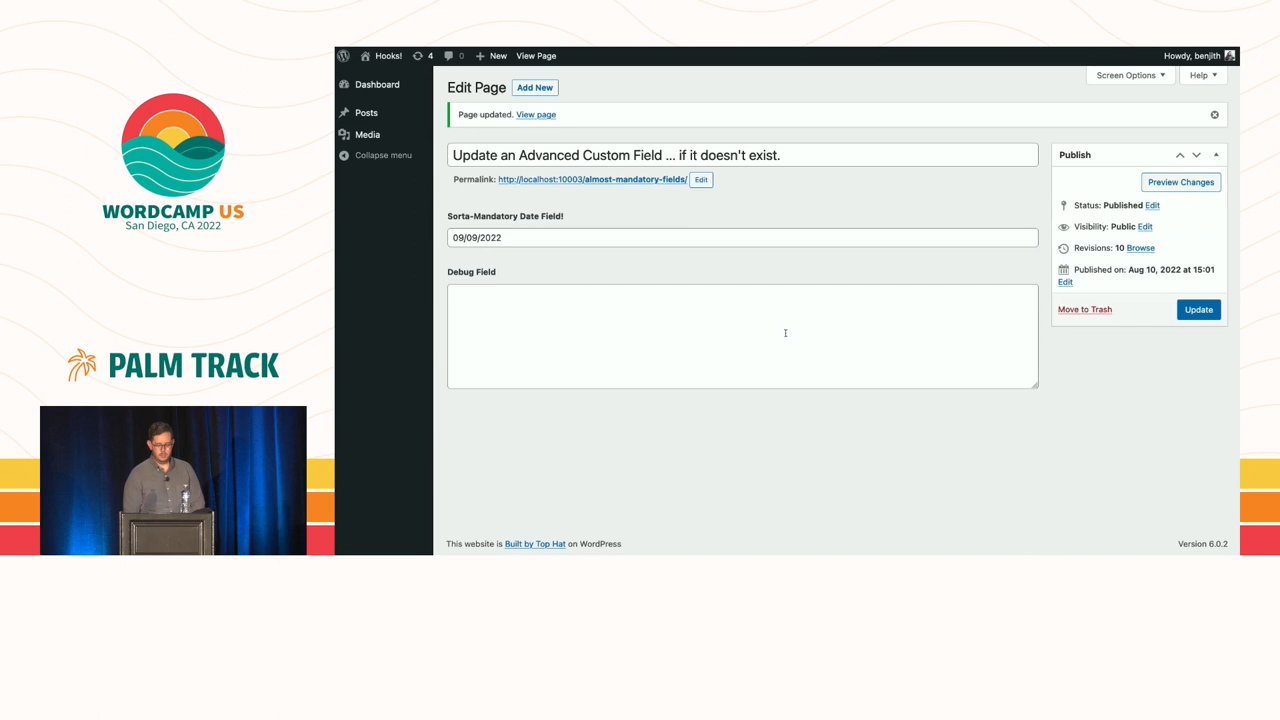 WORDCAMP US
San Diego, CA 2022
PALM TRACK
Hooks! 4 0 New View Page
Howdy, benjith
Dashboard
Posts
Media
Collapse menu
Screen Options ▼ Help ▼
Edit Page Add New
Page updated. View page
Update an Advanced Custom Field ... if it doesn't exist.
Permalink: http://localhost:10003/almost-mandatory-fields/ Edit
Sorta-Mandatory Date Field!
09/09/2022
Debug Field
Publish
Preview Changes
Status: Published Edit
Visibility: Public Edit
Revisions: 10 Browse
Published on: Aug 10, 2022 at 15:01
Edit
Move to Trash Update
This website is Built by Top Hat on WordPress
Version 6.0.2